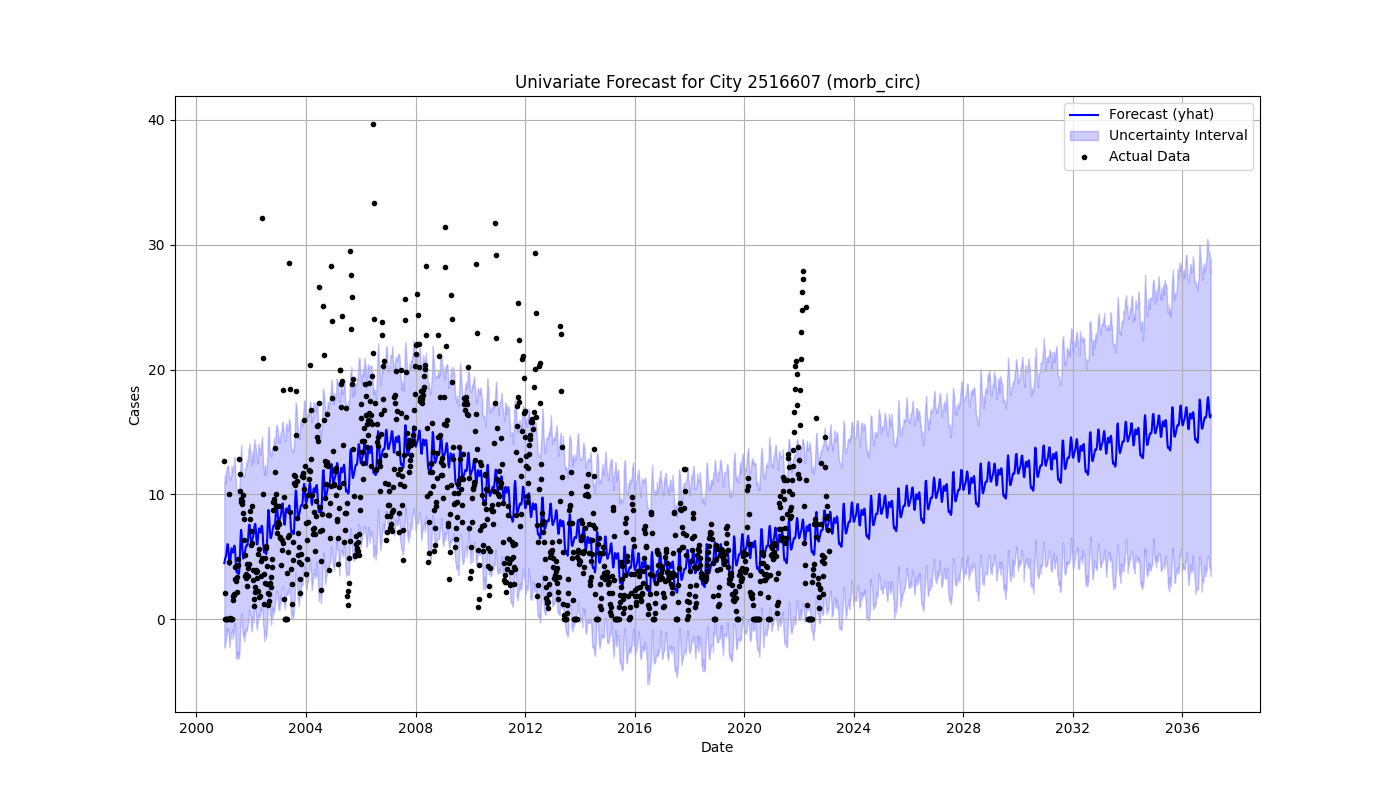 Univariate Forecast for City 2516607 (morb_circ)
Forecast (yhat)
Uncertainty Interval
Actual Data
Cases
40
30
20
10
0
2000 2004 2008 2012 2016 2020 2024 2028 2032 2036
Date